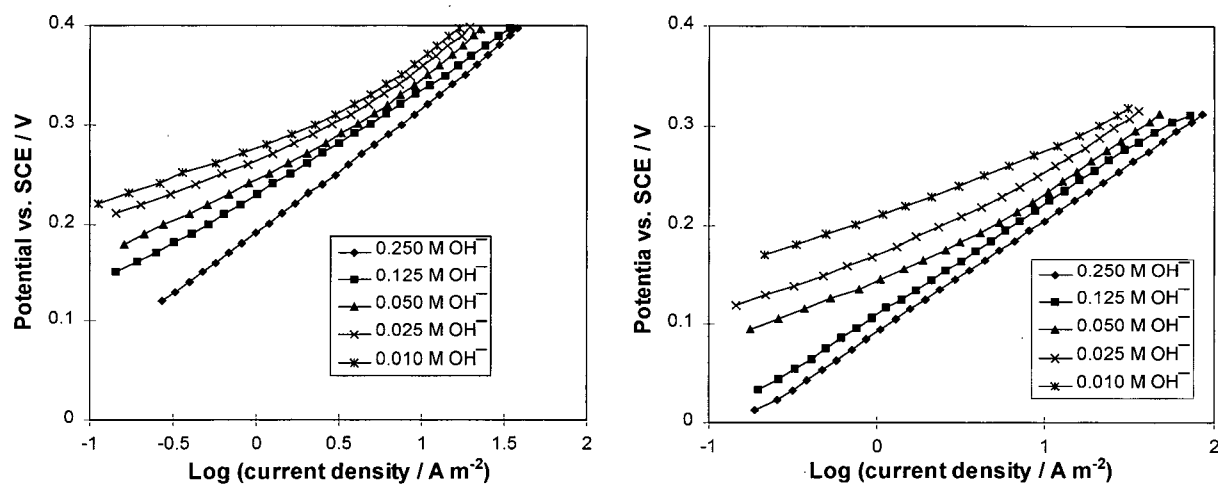 Potential vs. SCE / V
0.4
0.3
0.2
0.1
0
-1
-0.5
0
0.5
1
1.5
2
Log (current density / A m-2)
0.250 M OH−
0.125 M OH−
0.050 M OH−
0.025 M OH−
0.010 M OH−
Potentia vs. SCE / V
0.4
0.3
0.2
0.1
0
-1
0
1
2
Log (current density / A m-2)
0.250 M OH−
0.125 M OH−
0.050 M OH−
0.025 M OH−
0.010 M OH−